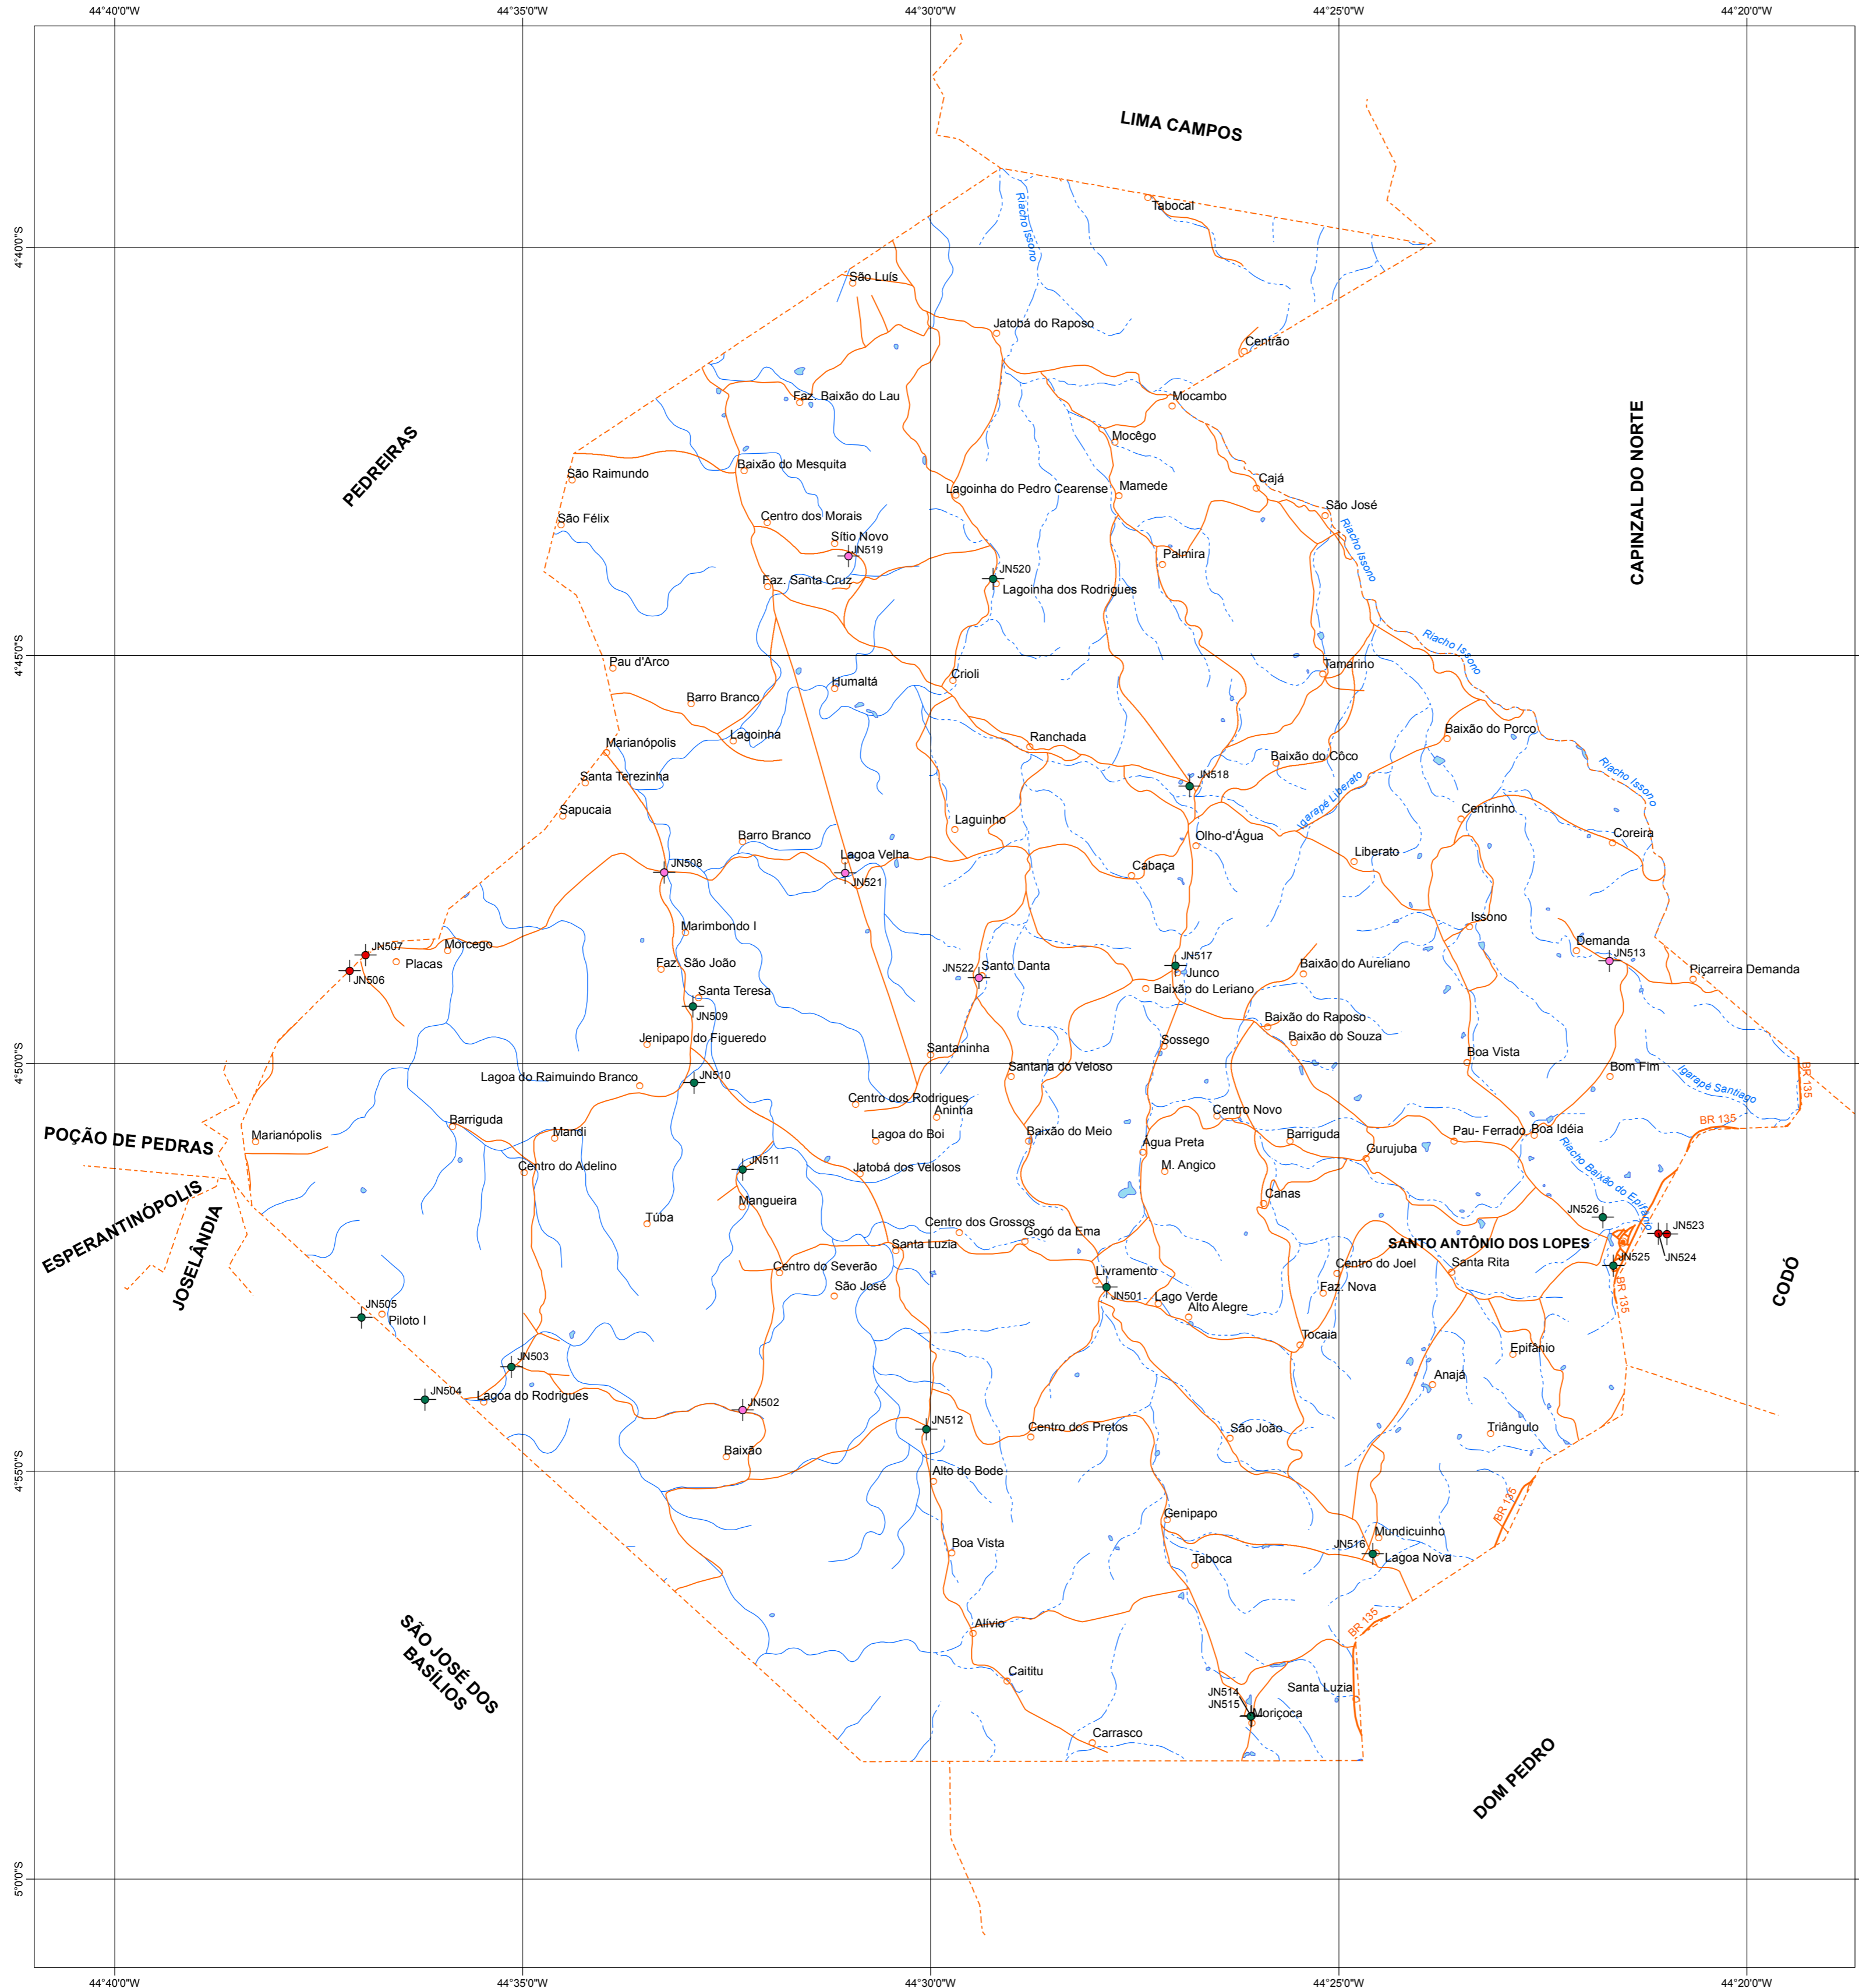 44°40'0"W
44°35'0"W
44°30'0"W
44°25'0"W
44°20'0"W
LIMA CAMPOS
Riacho Issono
Tabocal
4°40'0"S
São Luís
Jatobá do Raposo
Centrão
Faz. Baixão do Lau
Mocambo
PEDREIRAS
CAPINZAL DO NORTE
Mocêgo
Baixão do Mesquita
São Raimundo
Cajá
Lagoinha do Pedro Cearense
Mamede
São José
Centro dos Morais
São Félix
Riacho Issono
Sítio Novo
JN519
Palmira
JN520
Faz. Santa Cruz
Lagoinha dos Rodrigues
Riacho Issono
4°45'0"S
Pau d'Arco
Tamarino
Crioli
Humaltá
Barro Branco
Baixão do Porco
Lagoinha
Ranchada
Marianópolis
Baixão do Côco
Riacho Issono
Santa Terezinha
JN518
Igarapé Liberato
Sapucaia
Centrinho
Laguinho
Barro Branco
Olho-d'Água
Coreira
Lagoa Velha
Liberato
JN508
Cabaça
JN521
Issono
Marimbondo I
Morcego
Demanda
JN507
JN517
JN513
Placas
Faz. São João
JN522
Santo Danta
Baixão do Aureliano
Piçarreira Demanda
JN506
Junco
Santa Teresa
Baixão do Leriano
JN509
Baixão do Raposo
Jenipapo do Figueredo
Sossego
Baixão do Souza
Santaninha
Boa Vista
4°50'0"S
Santana do Veloso
Bom Fim
Igarapé Santiago
BR 135
Lagoa do Raimuindo Branco
JN510
Centro dos Rodrigues
Aninha
Centro Novo
BR 135
Barriguda
Mandi
Lagoa do Boi
Baixão do Meio
Barriguda
Pau- Ferrado
Boa Idéia
POÇÃO DE PEDRAS
Marianópolis
Água Preta
Gurujuba
JN511
Centro do Adelino
Jatobá dos Velosos
M. Angico
Riacho Baixão do Epifânio
Mangueira
Canas
ESPERANTINÓPOLIS
Túba
Centro dos Grossos
JN526
JOSELÂNDIA
Gogó da Ema
JN523
Santa Luzia
SANTO ANTÔNIO DOS LOPES
JN525
JN524
Centro do Severão
Livramento
Centro do Joel
Santa Rita
CODÓ
São José
JN501
Lago Verde
Faz. Nova
BR 135
JN505
Alto Alegre
Piloto I
Tocaia
Epifânio
JN503
Anajá
JN504
Lagoa do Rodrigues
JN502
JN512
Centro dos Pretos
São João
Triângulo
Baixão
4°55'0"S
Alto do Bode
BR 135
Genipapo
Mundicuinho
Boa Vista
JN516
Lagoa Nova
Taboca
SÃO JOSÉ DOS
BASÍLIOS
Alívio
BR 135
Caititu
Santa Luzia
JN514
JN515
Moriçoca
Carrasco
DOM PEDRO
5°0'0"S
44°40'0"W
44°35'0"W
44°30'0"W
44°25'0"W
44°20'0"W